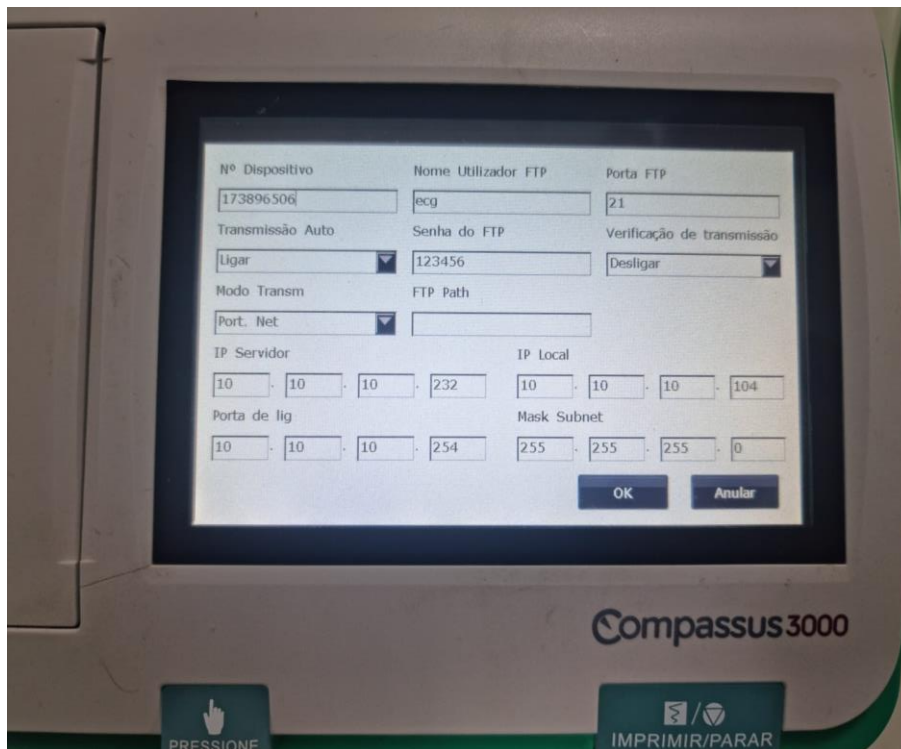 Nº Dispositivo Nome Utilizador FTP Porta FTP
173896506 ecg 21
Transmissão Auto Senha do FTP Verificação de transmissão
Ligar 123456 Desligar
Modo Transm FTP Path
Port. Net
IP Servidor IP Local
10 . 10 . 10 . 232 10 . 10 . 10 . 104
Porta de lig Mask Subnet
10 . 10 . 10 . 254 255 . 255 . 255 . 0
OK Anular
Compassus 3000
PRESSIONE IMPRIMIR/PARAR